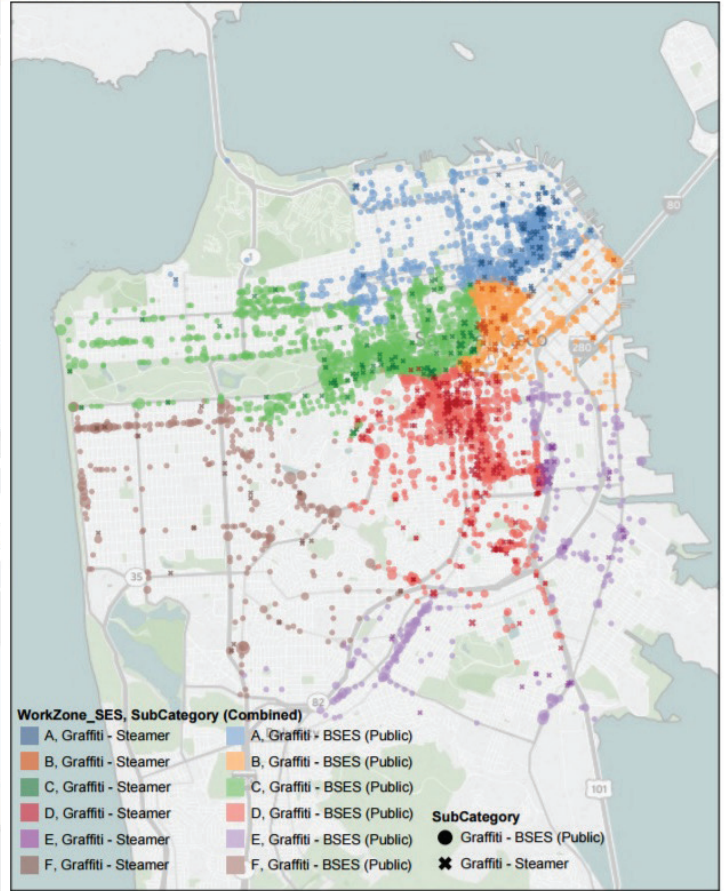 80
280
35
82
101
WorkZone_SES, SubCategory (Combined)
A, Graffiti - Steamer A, Graffiti - BSES (Public)
B, Graffiti - Steamer B, Graffiti - BSES (Public)
C, Graffiti - Steamer C, Graffiti - BSES (Public)
D, Graffiti - Steamer D, Graffiti - BSES (Public)
E, Graffiti - Steamer E, Graffiti - BSES (Public)
F, Graffiti - Steamer F, Graffiti - BSES (Public)
SubCategory
Graffiti - BSES (Public)
Graffiti - Steamer